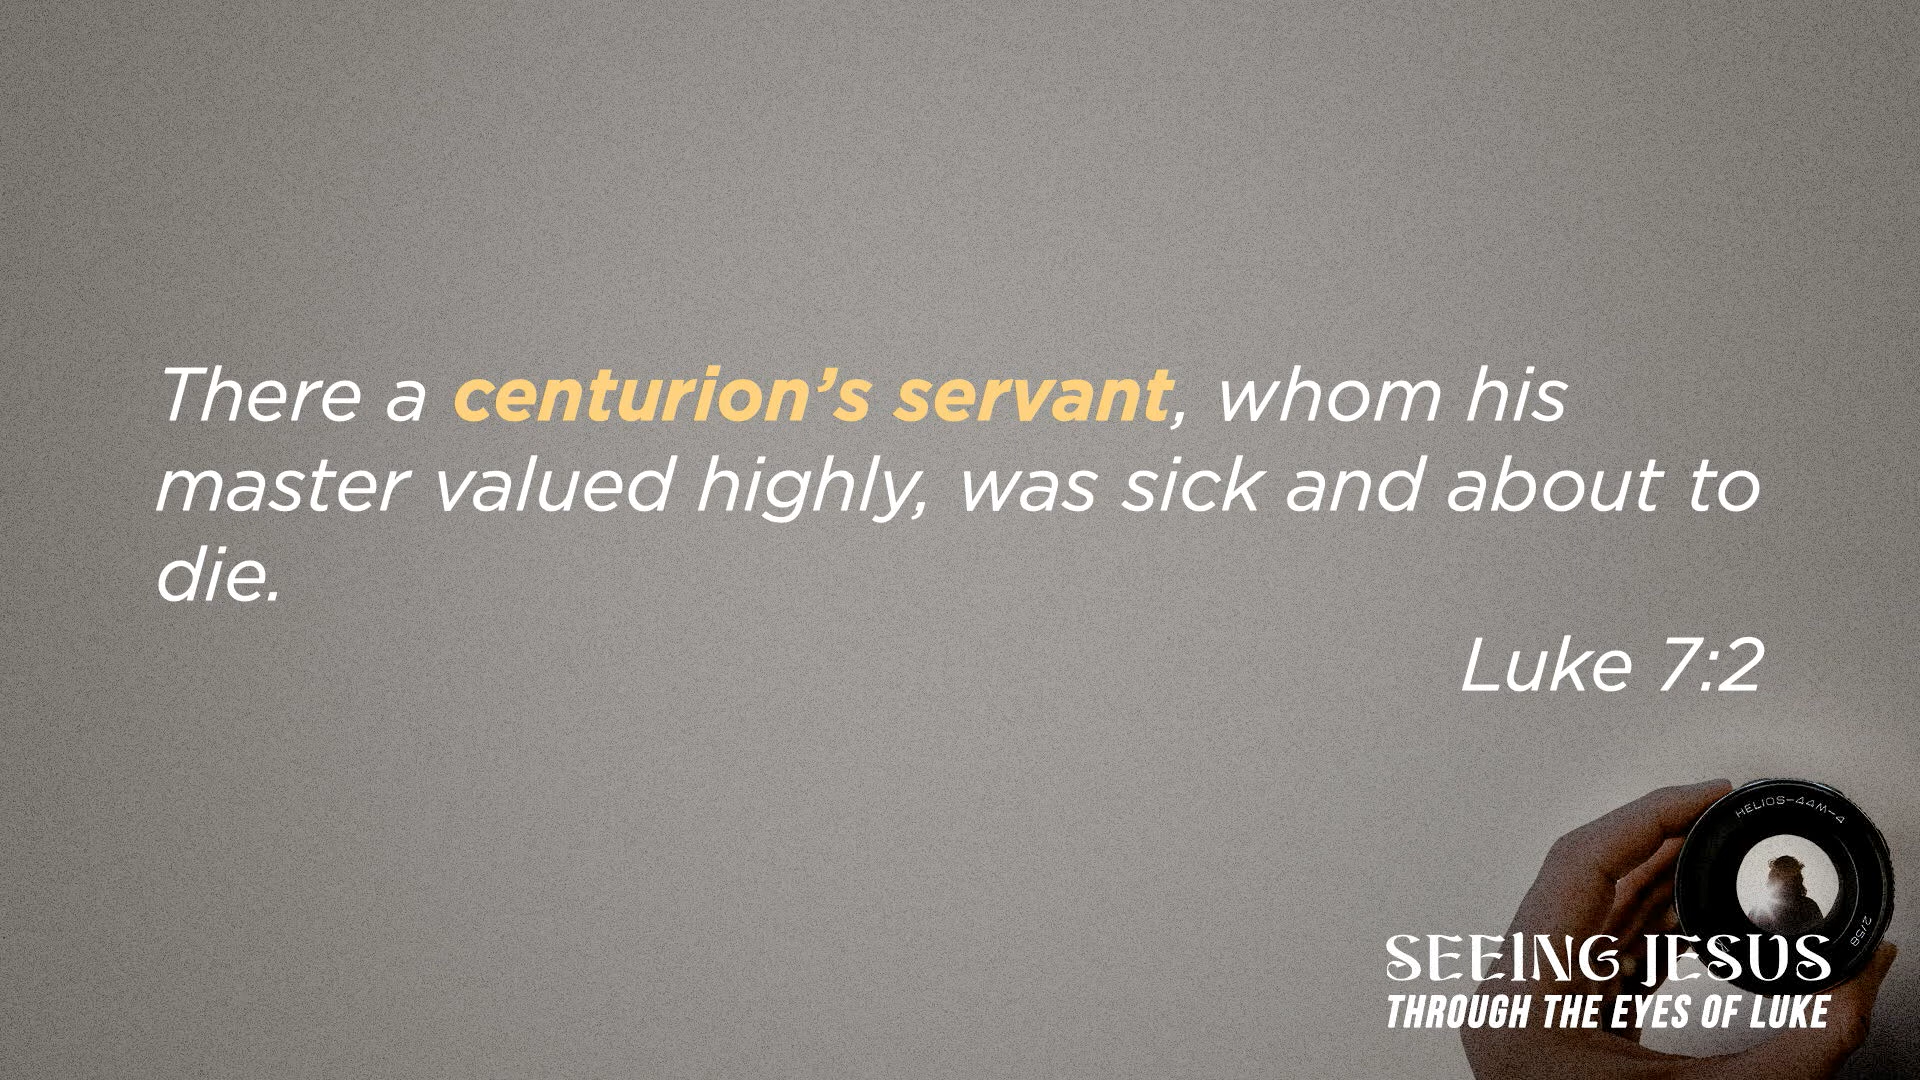 There a centurion’s servant, whom his
master valued highly, was sick and about to
die.
Luke 7:2
HELIOS-44M-4
2/58
SEEING JESUS
THROUGH THE EYES OF LUKE